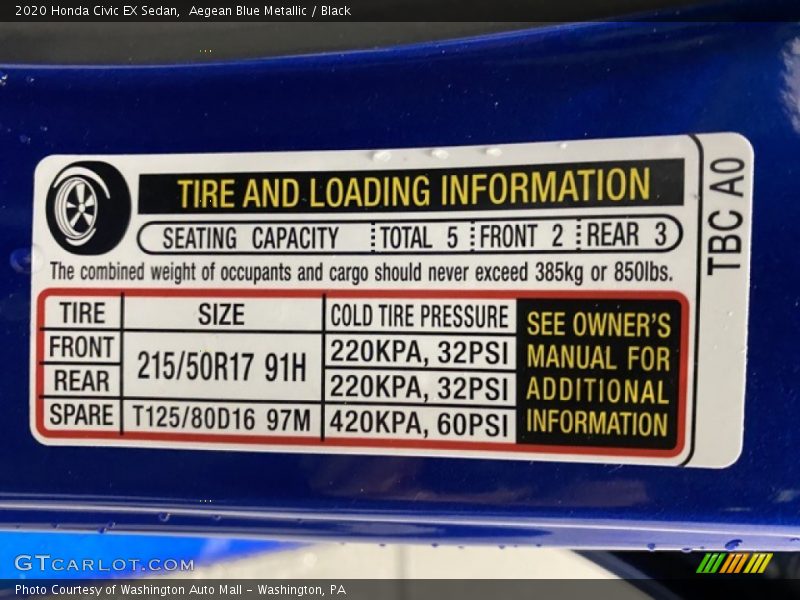 2020 Honda Civic EX Sedan, Aegean Blue Metallic / Black
TIRE AND LOADING INFORMATION
SEATING CAPACITY TOTAL 5 FRONT 2 REAR 3
The combined weight of occupants and cargo should never exceed 385kg or 850lbs.
TIRE SIZE COLD TIRE PRESSURE
FRONT 215/50R17 91H 220KPA, 32PSI
REAR 220KPA, 32PSI
SPARE T125/80D16 97M 420KPA, 60PSI
SEE OWNER'S
MANUAL FOR
ADDITIONAL
INFORMATION
TBC A0
GTCARLOT.COM
Photo Courtesy of Washington Auto Mall - Washington, PA